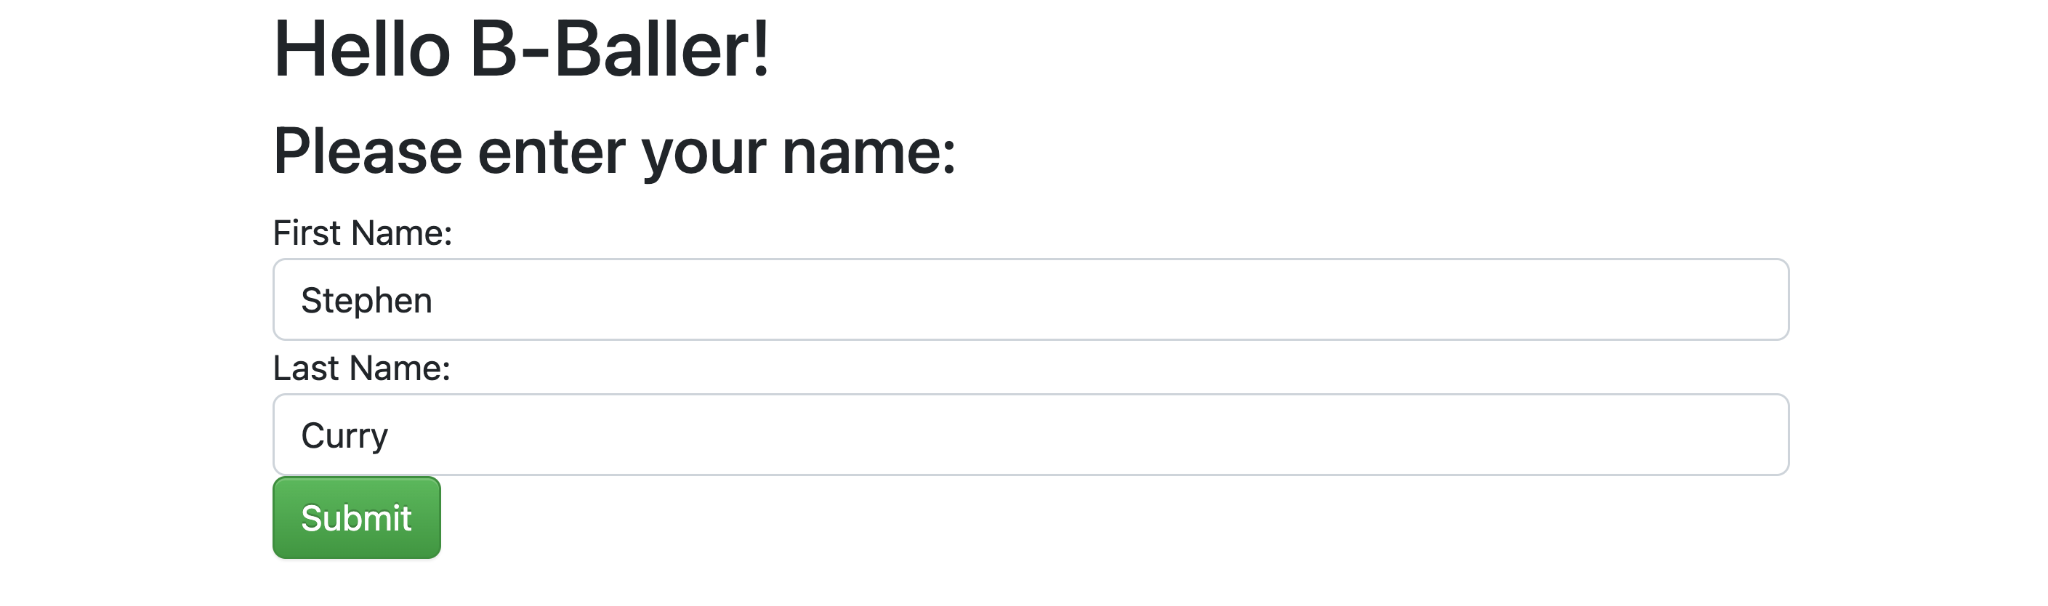 Hello B-Baller!
Please enter your name:
First Name:
Stephen
Last Name:
Curry
Submit